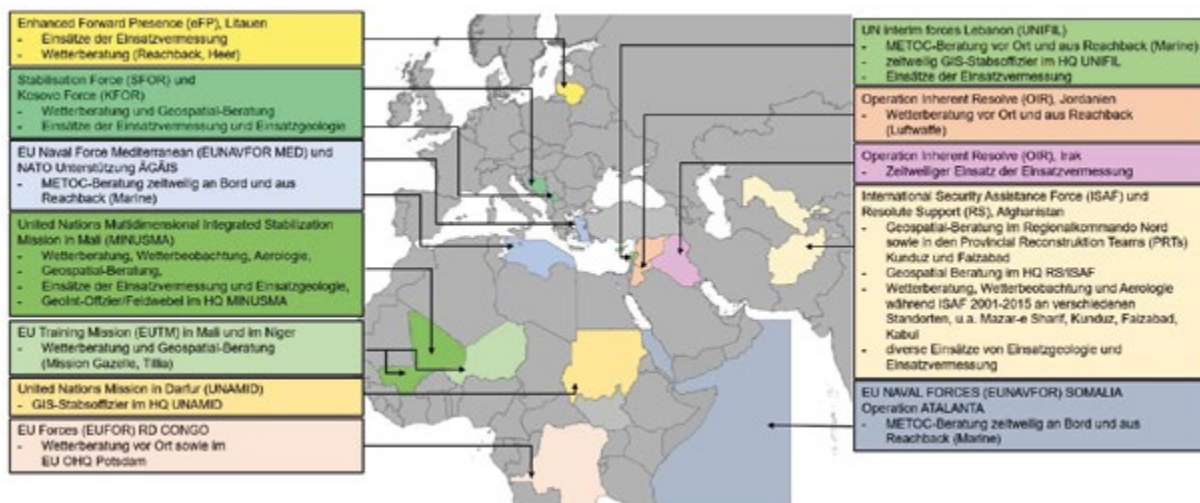 Enhanced Forward Presence (eFP), Litauen
- Einsätze der Einsatzvermessung
- Wetterberatung (Reachback, Heer)
Stabilisation Force (SFOR) und
Kosovo Force (KFOR)
- Wetterberatung und Geospatial-Beratung
- Einsätze der Einsatzvermessung und Einsatzgeologie
EU Naval Force Mediterranean (EUNAVFOR MED) und
NATO Unterstützung ÄGÄIS
- METOC-Beratung zeitweilig an Bord und aus
Reachback (Marine)
United Nations Multidimensional Integrated Stabilization
Mission in Mali (MINUSMA)
- Wetterberatung, Wetterbeobachtung, Aerologie,
- Geospatial-Beratung,
- Einsätze der Einsatzvermessung und Einsatzgeologie,
- GeoInt-Offzier/Feldwebel im HQ MINUSMA
EU Training Mission (EUTM) in Mali und im Niger
- Wetterberatung und Geospatial-Beratung
(Mission Gazelle, Tillia)
United Nations Mission in Darfur (UNAMID)
- GIS-Stabsoffizier im HQ UNAMID
EU Forces (EUFOR) RD CONGO
- Wetterberatung vor Ort sowie im
EU OHQ Potsdam
UN Interim forces Lebanon (UNIFIL)
- METOC-Beratung vor Ort und aus Reachback (Marine)
- zeitweilig GIS-Stabsoffizier im HQ UNIFIL
- Einsätze der Einsatzvermessung
Operation Inherent Resolve (OIR), Jordanien
- Wetterberatung vor Ort und aus Reachback
(Luftwaffe)
Operation Inherent Resolve (OIR), Irak
- Zeitweiliger Einsatz der Einsatzvermessung
International Security Assistance Force (ISAF) und
Resolute Support (RS), Afghanistan
- Geospatial-Beratung im Regionalkommando Nord
sowie in den Provincial Reconstruction Teams (PRTs)
Kunduz und Faizabad
- Geospatial Beratung im HQ RS/ISAF
- Wetterberatung, Wetterbeobachtung und Aerologie
während ISAF 2001-2015 an verschiedenen
Standorten, u.a. Mazar-e Sharif, Kunduz, Faizabad,
Kabul
- diverse Einsätze von Einsatzgeologie und
Einsatzvermessung
EU NAVAL FORCES (EUNAVFOR) SOMALIA
Operation ATALANTA
- METOC-Beratung zeitweilig an Bord und aus
Reachback (Marine)